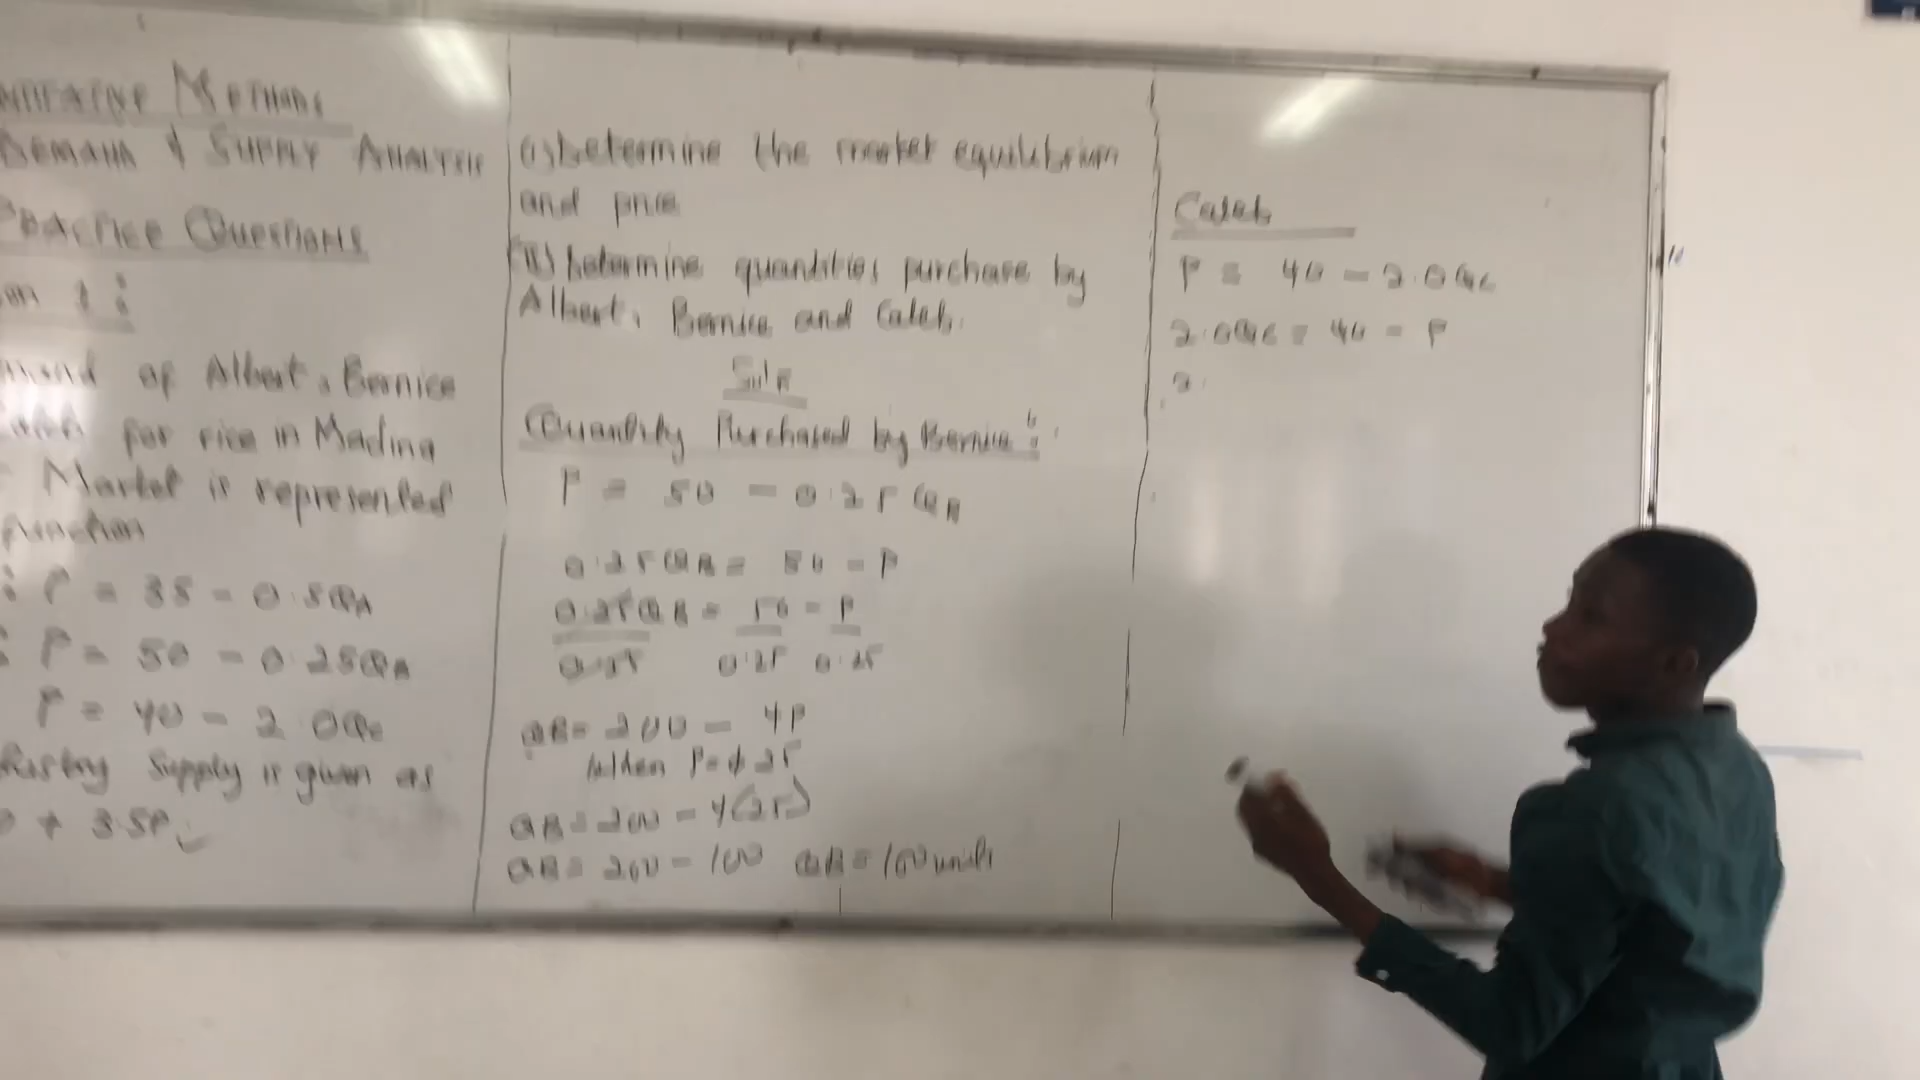 METHODS
DEMAND & SUPPLY ANALYSIS
PRACTICE QUESTIONS
on 1:
of Albert, Bernice
for rice in Madina
Market is represented
function
: P = 35 - 0.5QA
: P = 50 - 0.25QB
P = 40 - 2.0Qc
Supply is given as
+ 3.5P
(i) Determine the market equilibrium
and price
(ii) Determine quantities purchase by
Albert, Bernice and Caleb.
Soln
Quantity Purchased by Bernice:
P = 50 - 0.25QB
0.25QB = 50 - P
0.25QB = 50 - P
0.25 0.25 0.25
QB = 200 - 4P
when P = ¢25
QB = 200 - 4(25)
QB = 200 - 100 QB = 100 units
Caleb
P = 40 - 2.0Qc
2.0Qc = 40 - P
2.